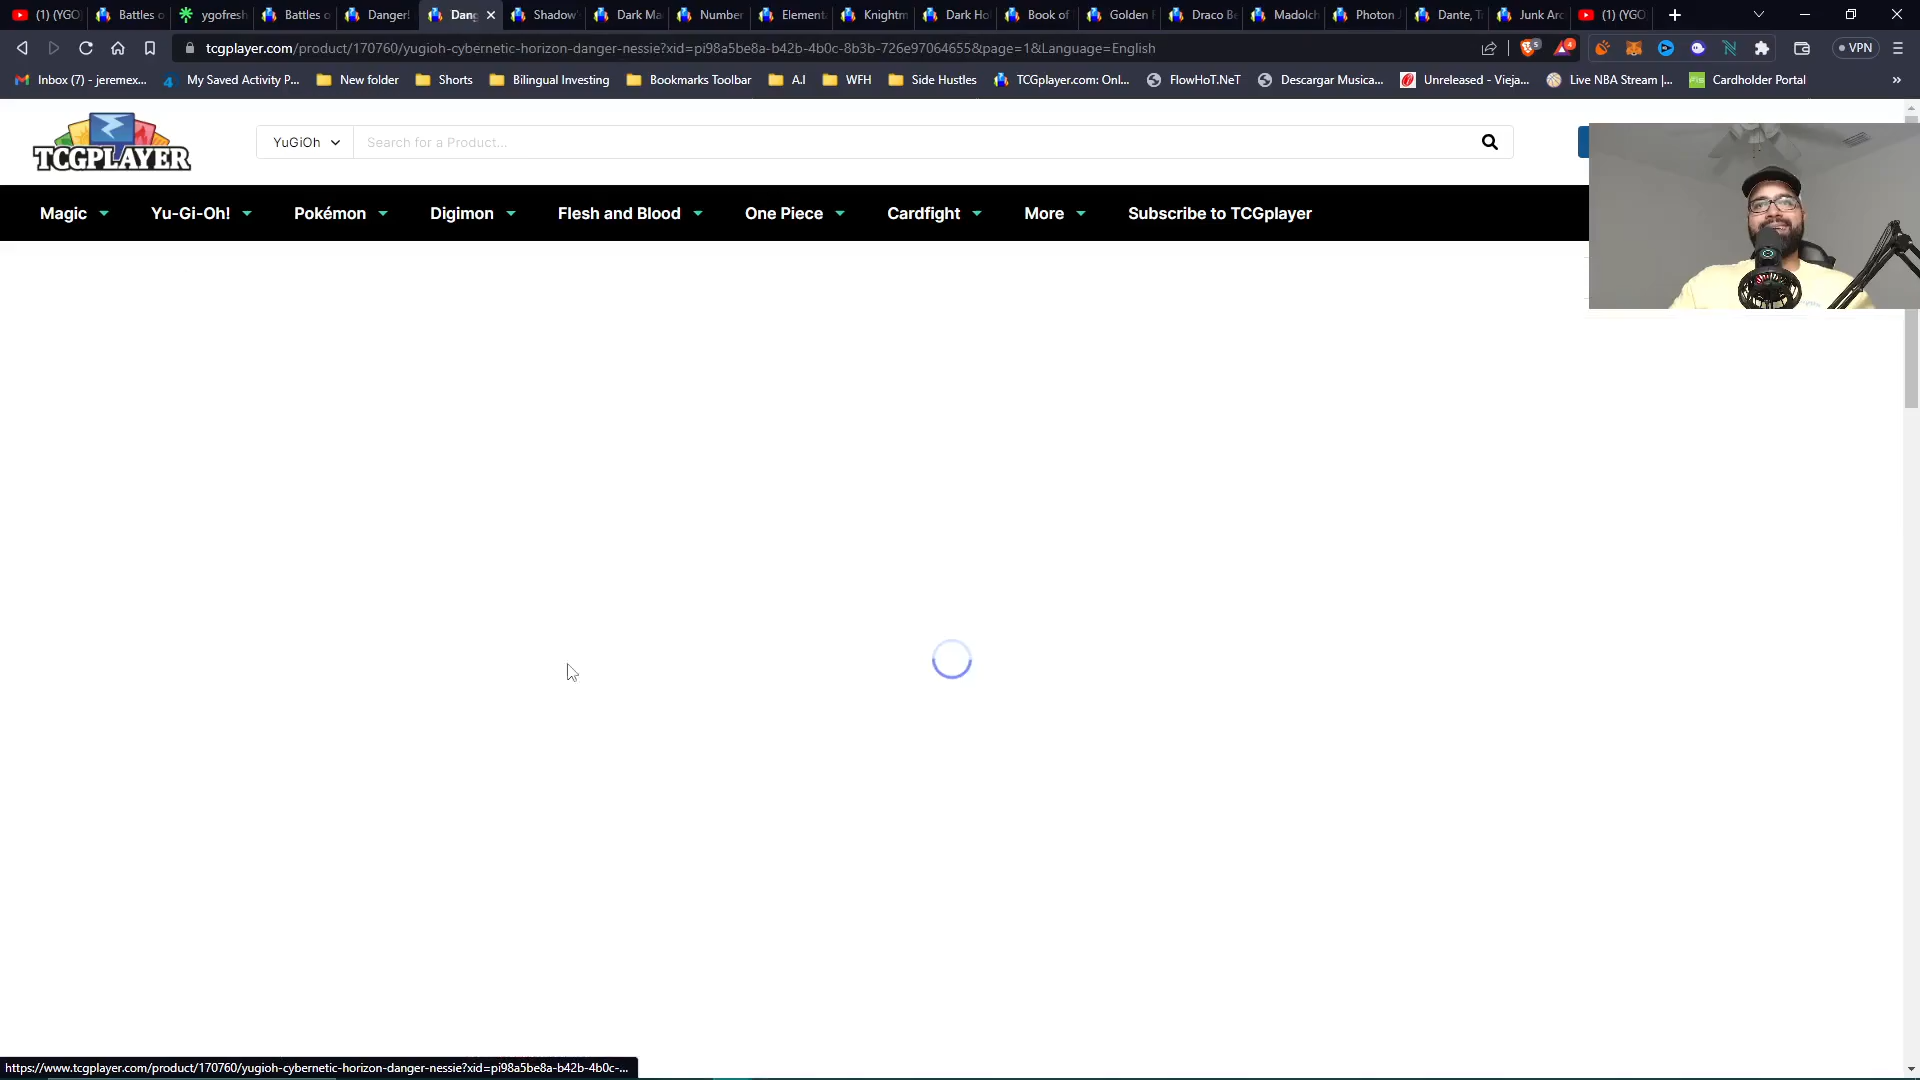 (1) (YGO
Battles o
ygofresh
Battles o
Danger!
Dang
Shadow'
Dark Ma
Number
Element
Knightm
Dark Ho
Book of
Golden
Draco Be
Madolch
Photon
Dante, T
Junk Arc
(1) (YGO
tcgplayer.com/product/170760/yugioh-cybernetic-horizon-danger-nessie?xid=pi98a5be8a-b42b-4b0c-8b3b-726e97064655&page=1&Language=English
5
4
VPN
Inbox (7) - jeremex...
My Saved Activity P...
New folder
Shorts
Bilingual Investing
Bookmarks Toolbar
A.I
WFH
Side Hustles
TCGplayer.com: Onl...
FlowHoT.NeT
Descargar Musica...
Unreleased - Vieja...
Live NBA Stream |...
Cardholder Portal
»
TCGPLAYER
YuGiOh
Search for a Product...
Magic
Yu-Gi-Oh!
Pokémon
Digimon
Flesh and Blood
One Piece
Cardfight
More
Subscribe to TCGplayer
https://www.tcgplayer.com/product/170760/yugioh-cybernetic-horizon-danger-nessie?xid=pi98a5be8a-b42b-4b0c-...